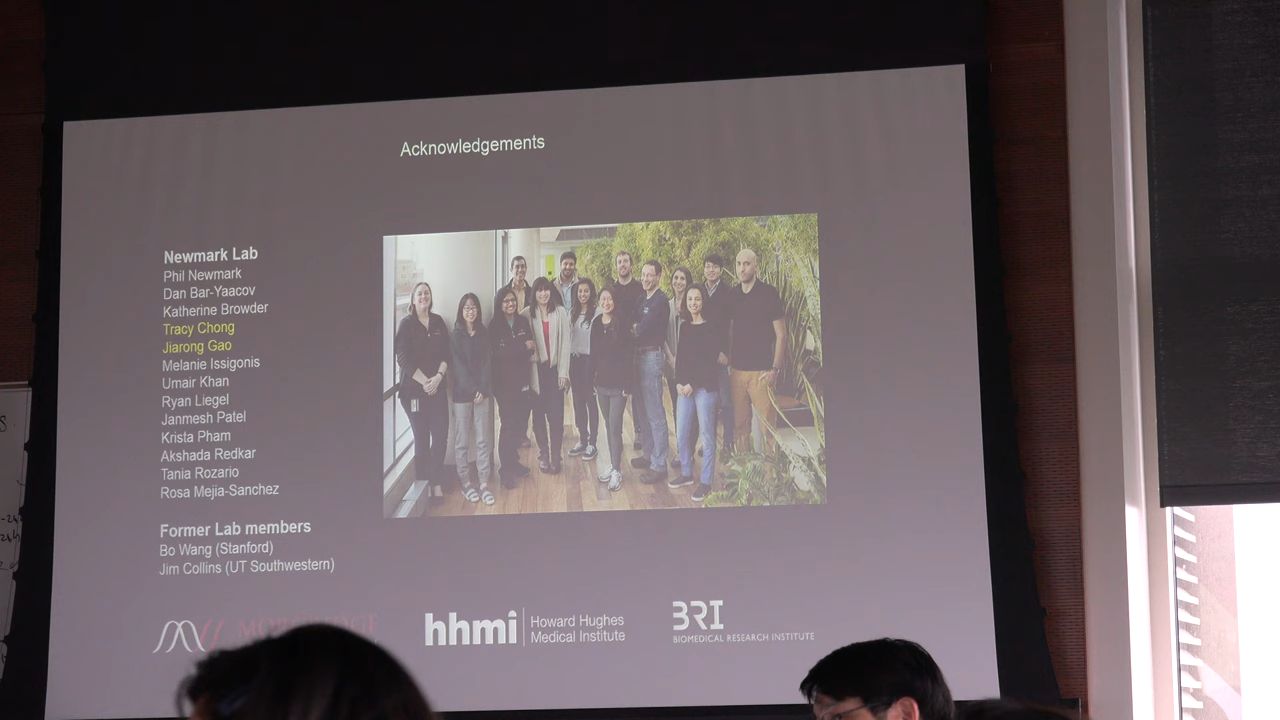 Acknowledgements
Newmark Lab
Phil Newmark
Dan Bar-Yaacov
Katherine Browder
Tracy Chong
Jiarong Gao
Melanie Issigonis
Umair Khan
Ryan Liegel
Janmesh Patel
Krista Pham
Akshada Redkar
Tania Rozario
Rosa Mejia-Sanchez
Former Lab members
Bo Wang (Stanford)
Jim Collins (UT Southwestern)
hhmi
Howard Hughes
Medical Institute
BRI
BIOMEDICAL RESEARCH INSTITUTE